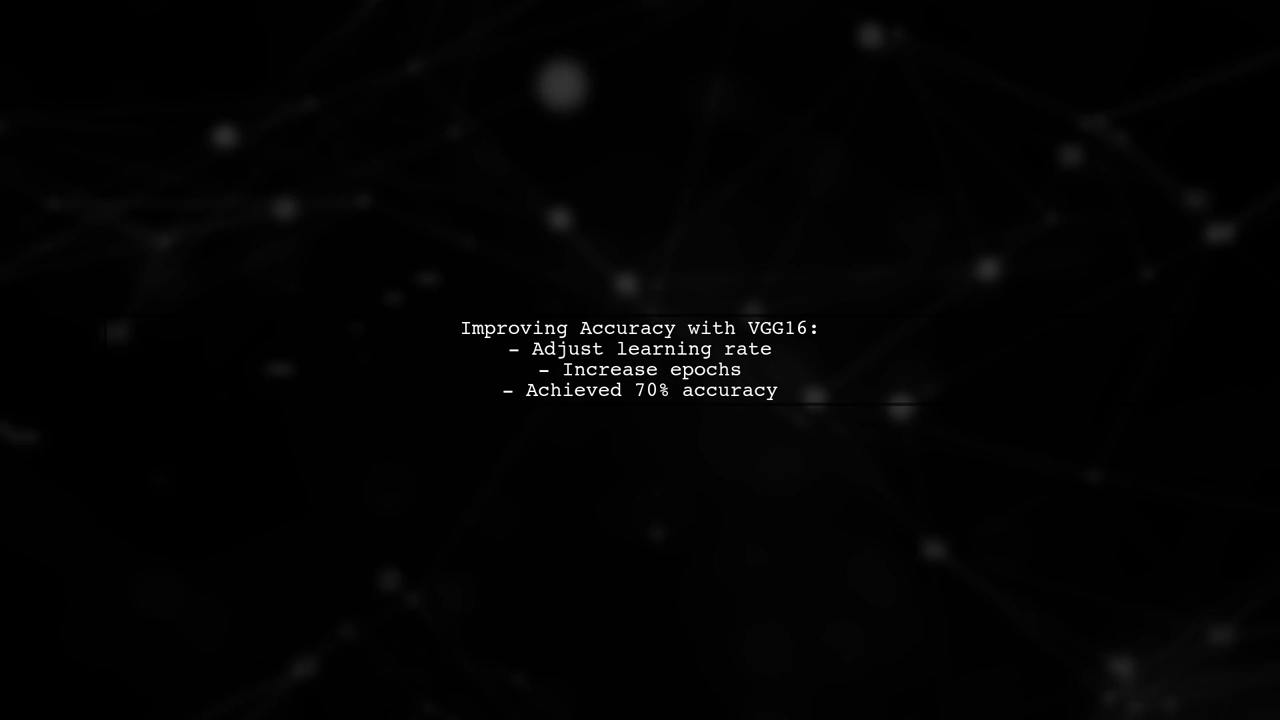 Improving Accuracy with VGG16:
- Adjust learning rate
- Increase epochs
- Achieved 70% accuracy